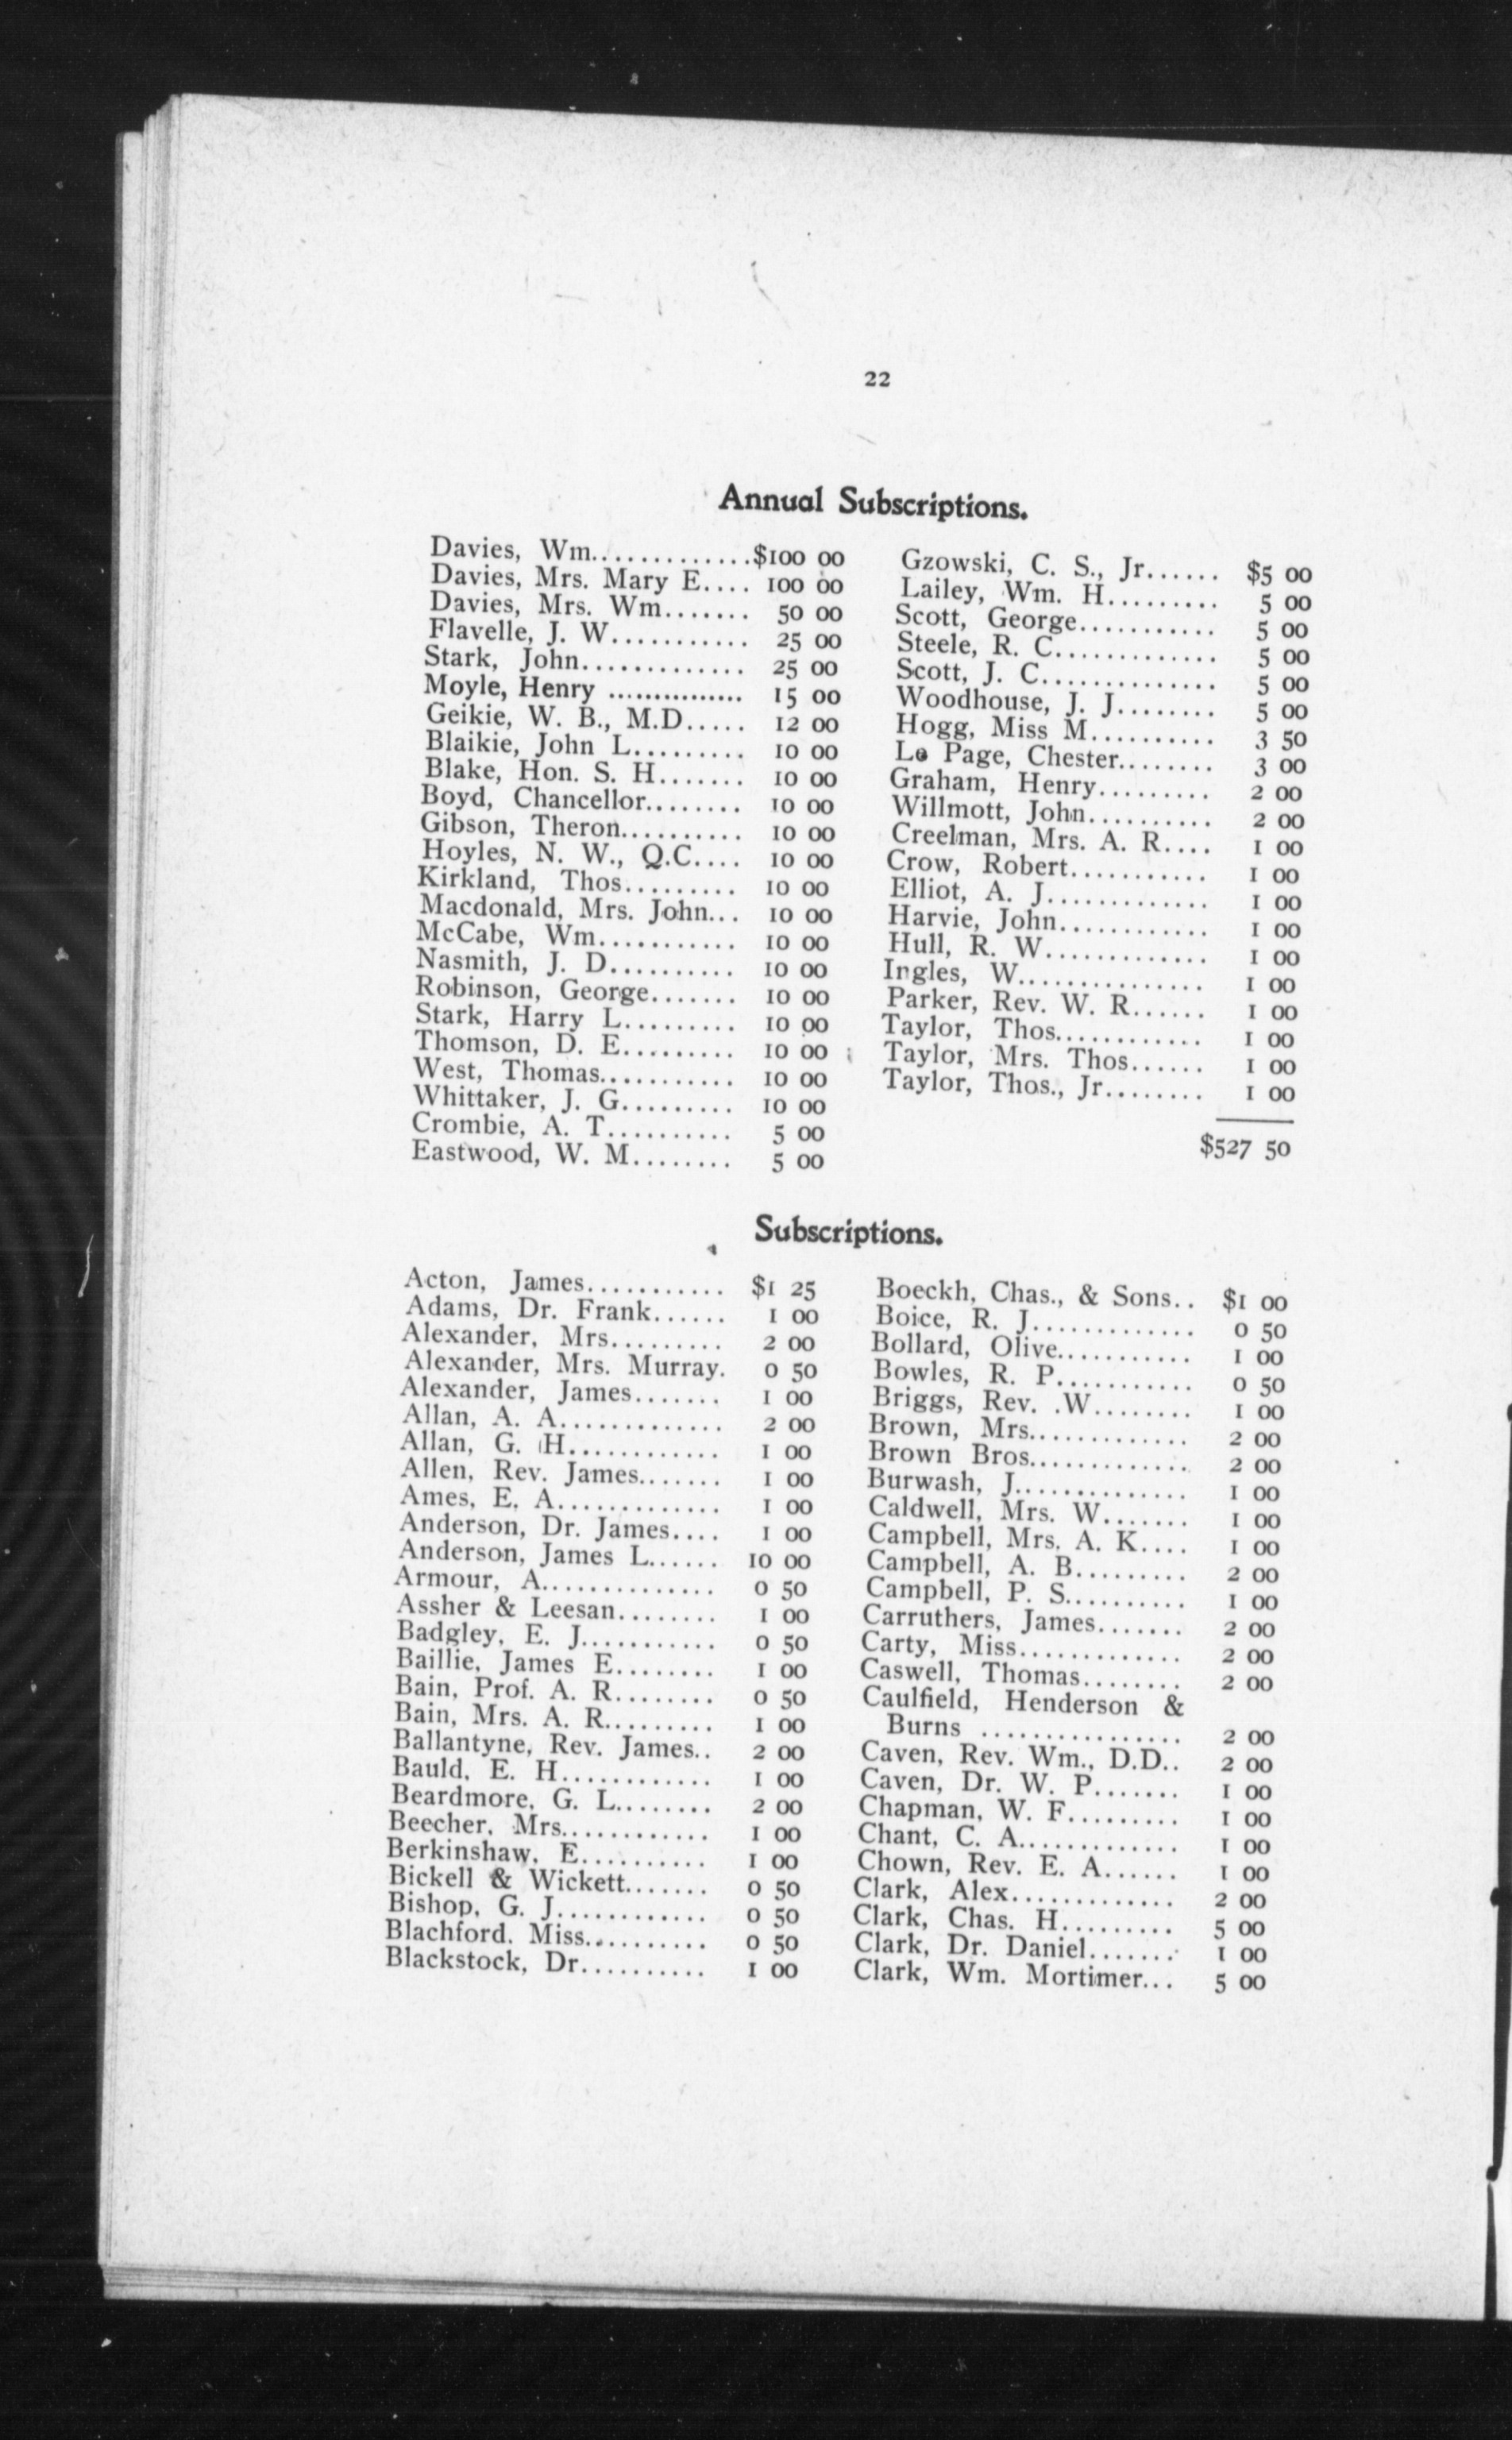 22
Annual Subscriptions.
Davies, Wm.............$100 00
Davies, Mrs. Mary E.... 100 00
Davies, Mrs. Wm....... 50 00
Flavelle, J. W........... 25 00
Stark, John............. 25 00
Moyle, Henry ............... 15 00
Geikie, W. B., M.D..... 12 00
Blaikie, John L......... 10 00
Blake, Hon. S. H....... 10 00
Boyd, Chancellor........ 10 00
Gibson, Theron.......... 10 00
Hoyles, N. W., Q.C.... 10 00
Kirkland, Thos......... 10 00
Macdonald, Mrs. John... 10 00
McCabe, Wm........... 10 00
Nasmith, J. D.......... 10 00
Robinson, George....... 10 00
Stark, Harry L......... 10 00
Thomson, D. E......... 10 00
West, Thomas........... 10 00
Whittaker, J. G......... 10 00
Crombie, A. T.......... 5 00
Eastwood, W. M........ 5 00
Gzowski, C. S., Jr...... $5 00
Lailey, Wm. H......... 5 00
Scott, George........... 5 00
Steele, R. C............. 5 00
Scott, J. C.............. 5 00
Woodhouse, J. J........ 5 00
Hogg, Miss M.......... 3 50
Le Page, Chester........ 3 00
Graham, Henry......... 2 00
Willmott, John.......... 2 00
Creelman, Mrs. A. R.... 1 00
Crow, Robert........... 1 00
Elliot, A. J............. 1 00
Harvie, John............ 1 00
Hull, R. W............. 1 00
Ingles, W............... 1 00
Parker, Rev. W. R...... 1 00
Taylor, Thos............ 1 00
Taylor, Mrs. Thos...... 1 00
Taylor, Thos., Jr........ 1 00
$527 50
Subscriptions.
Acton, James........... $1 25
Adams, Dr. Frank...... 1 00
Alexander, Mrs......... 2 00
Alexander, Mrs. Murray. 0 50
Alexander, James....... 1 00
Allan, A. A............. 2 00
Allan, G. H............ 1 00
Allen, Rev. James....... 1 00
Ames, E. A............. 1 00
Anderson, Dr. James.... 1 00
Anderson, James L...... 10 00
Armour, A.............. 0 50
Assher & Leesan........ 1 00
Badgley, E. J........... 0 50
Baillie, James E........ 1 00
Bain, Prof. A. R........ 0 50
Bain, Mrs. A. R......... 1 00
Ballantyne, Rev. James.. 2 00
Bauld, E. H............ 1 00
Beardmore, G. L........ 2 00
Beecher, Mrs............ 1 00
Berkinshaw, E.......... 1 00
Bickell & Wickett....... 0 50
Bishop, G. J............ 0 50
Blachford, Miss.......... 0 50
Blackstock, Dr.......... 1 00
Boeckh, Chas., & Sons.. $1 00
Boice, R. J............. 0 50
Bollard, Olive........... 1 00
Bowles, R. P........... 0 50
Briggs, Rev. .W........ 1 00
Brown, Mrs............. 2 00
Brown Bros............. 2 00
Burwash, J.............. 1 00
Caldwell, Mrs. W....... 1 00
Campbell, Mrs. A. K.... 1 00
Campbell, A. B......... 2 00
Campbell, P. S.......... 1 00
Carruthers, James....... 2 00
Carty, Miss............. 2 00
Caswell, Thomas........ 2 00
Caulfield, Henderson &
Burns ................ 2 00
Caven, Rev. Wm., D.D.. 2 00
Caven, Dr. W. P....... 1 00
Chapman, W. F......... 1 00
Chant, C. A............. 1 00
Chown, Rev. E. A...... 1 00
Clark, Alex............. 2 00
Clark, Chas. H......... 5 00
Clark, Dr. Daniel....... 1 00
Clark, Wm. Mortimer... 5 00